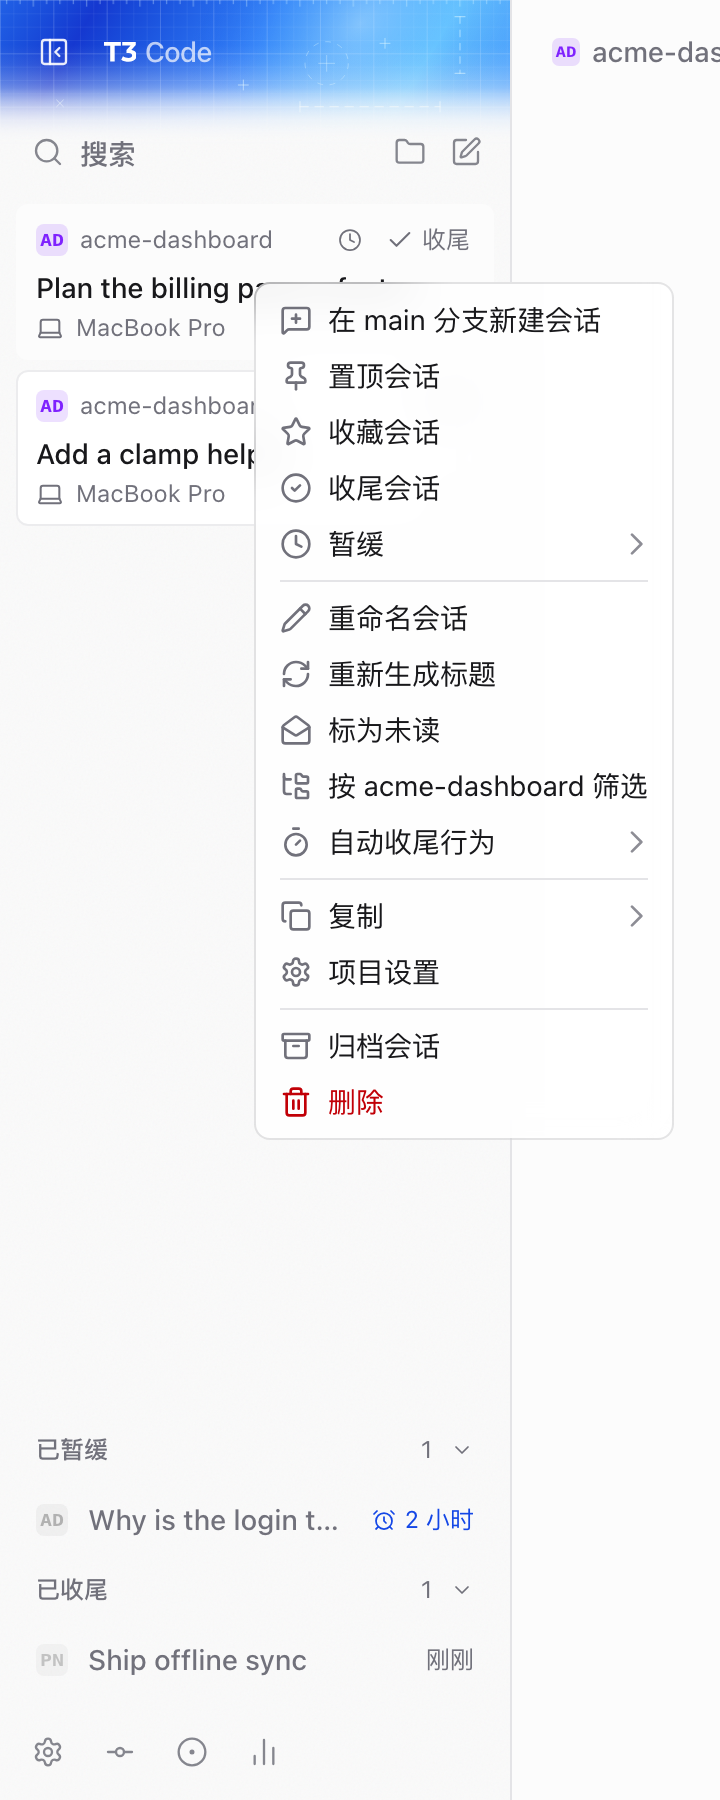 T3 Code
AD acme-das
搜索
AD acme-dashboard 收尾
Plan the billing
MacBook Pro
AD acme-dashboar
Add a clamp help
MacBook Pro
在 main 分支新建会话
置顶会话
收藏会话
收尾会话
暂缓
重命名会话
重新生成标题
标为未读
按 acme-dashboard 筛选
自动收尾行为
复制
项目设置
归档会话
删除
已暂缓 1
AD Why is the login t... 2 小时
已收尾 1
PN Ship offline sync 刚刚